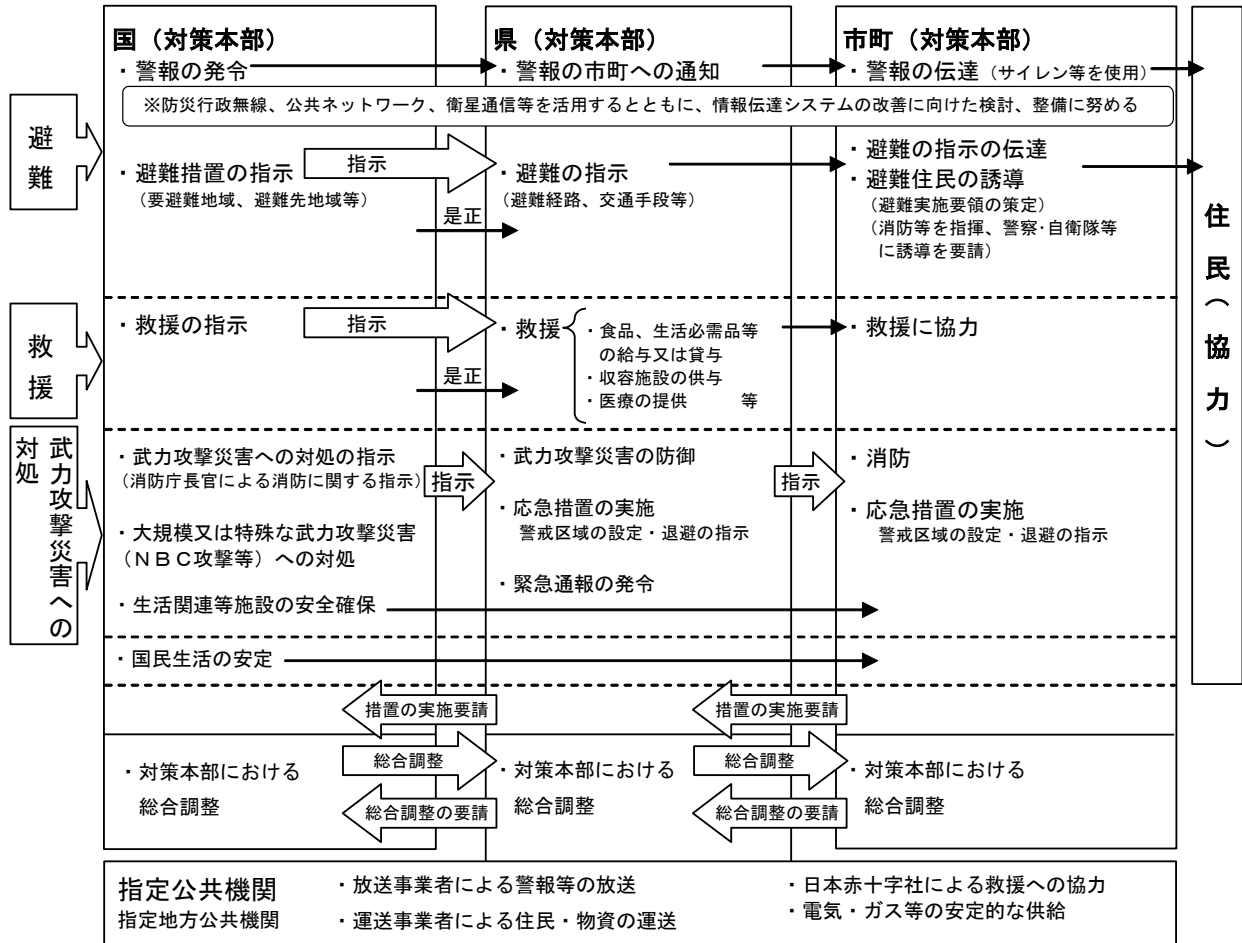 国（対策本部）
県（対策本部）
市町（対策本部）
・警報の発令
・警報の市町への通知
・警報の伝達（サイレン等を使用）
※防災行政無線、公共ネットワーク、衛星通信等を活用するとともに、情報伝達システムの改善に向けた検討、整備に努める
避難
・避難措置の指示
（要避難地域、避難先地域等）
指示
是正
・避難の指示
（避難経路、交通手段等）
・避難の指示の伝達
・避難住民の誘導
（避難実施要領の策定）
（消防等を指揮、警察･自衛隊等
に誘導を要請）
住民（協力）
救援
・救援の指示
指示
是正
・救援
・食品、生活必需品等
の給与又は貸与
・収容施設の供与
・医療の提供　　　等
・救援に協力
武力攻撃災害への
対処
・武力攻撃災害への対処の指示
（消防庁長官による消防に関する指示）
指示
・大規模又は特殊な武力攻撃災害
（ＮＢＣ攻撃等）への対処
・生活関連等施設の安全確保
・武力攻撃災害の防御
・応急措置の実施
警戒区域の設定・退避の指示
・緊急通報の発令
指示
・消防
・応急措置の実施
警戒区域の設定・退避の指示
・国民生活の安定
措置の実施要請
措置の実施要請
・対策本部における
総合調整
総合調整
総合調整の要請
・対策本部における
総合調整
総合調整
総合調整の要請
・対策本部における
総合調整
指定公共機関
指定地方公共機関
・放送事業者による警報等の放送
・運送事業者による住民・物資の運送
・日本赤十字社による救援への協力
・電気・ガス等の安定的な供給